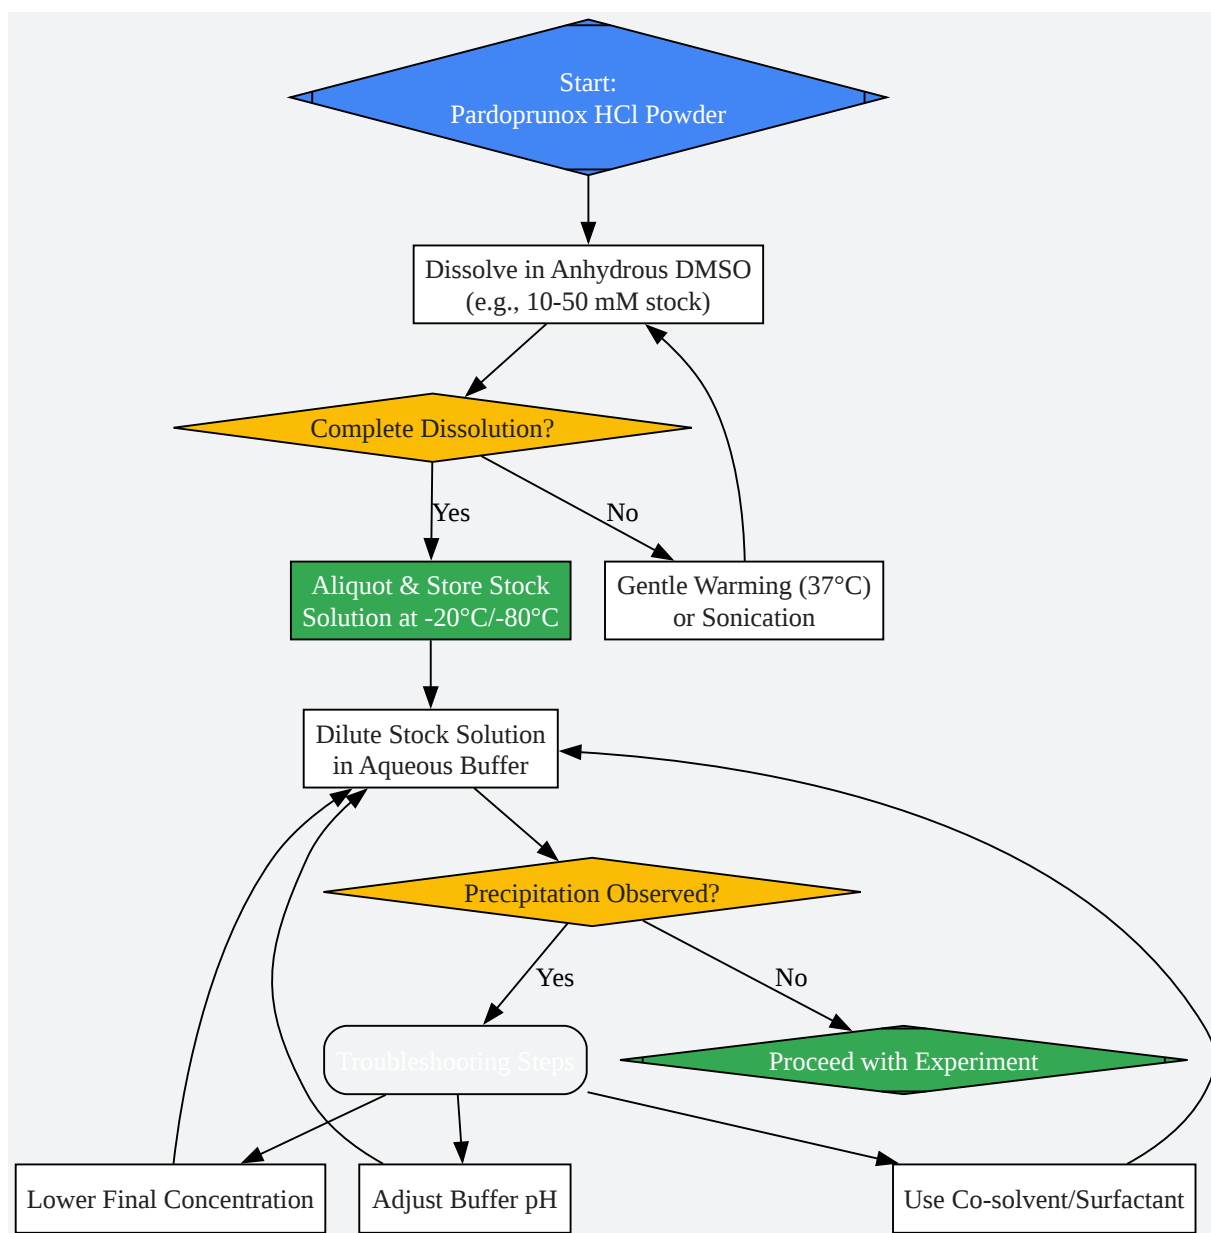 Start:
Pardoprunox HCl Powder
Dissolve in Anhydrous DMSO
(e.g., 10-50 mM stock)
Complete Dissolution?
Yes
No
Aliquot & Store Stock
Solution at -20°C/-80°C
Gentle Warming (37°C)
or Sonication
Dilute Stock Solution
in Aqueous Buffer
Precipitation Observed?
Yes
No
Troubleshooting Steps
Proceed with Experiment
Lower Final Concentration
Adjust Buffer pH
Use Co-solvent/Surfactant